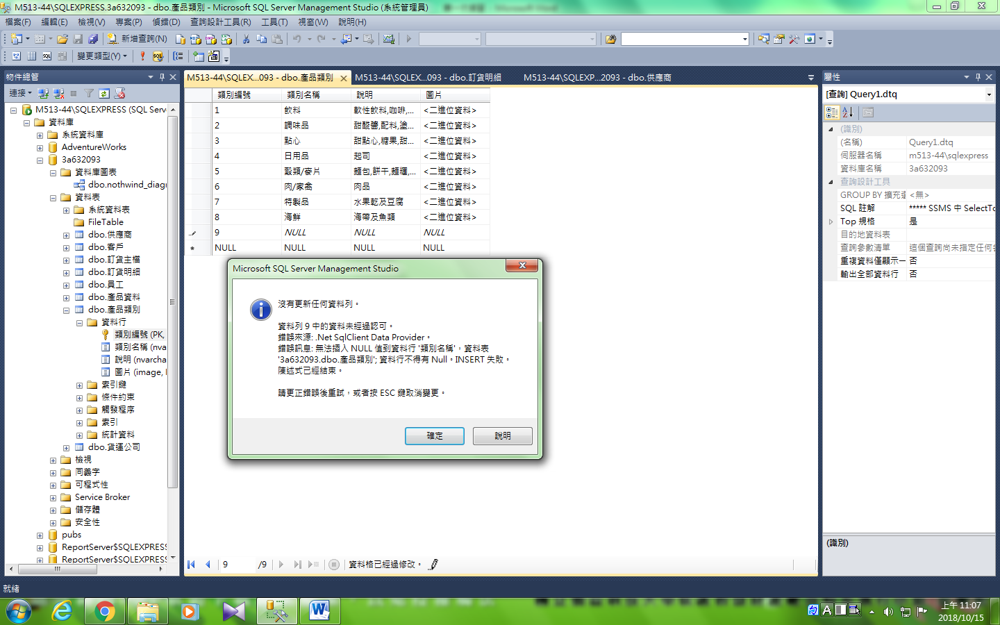 M513-44\SQLEXPRESS.3a632093 - dbo.產品類別 - Microsoft SQL Server Management Studio (系統管理員)
檔案(F) 編輯(E) 檢視(V) 專案(P) 偵錯(D) 查詢設計工具(R) 工具(T) 視窗(W) 說明(H)
新增查詢(N)
變更類型(Y)
物件總管
連接
M513-44\SQLEXPRESS (SQL Serv
資料庫
系統資料庫
AdventureWorks
3a632093
資料庫圖表
dbo.nothwind_diagr
資料表
系統資料表
FileTable
dbo.供應商
dbo.客戶
dbo.訂貨主檔
dbo.訂貨明細
dbo.員工
dbo.產品資料
dbo.產品類別
資料行
類別編號 (PK,
類別名稱 (nva
說明 (nvarcha
圖片 (image, 
索引鍵
條件約束
觸發程序
索引
統計資料
dbo.貨運公司
檢視
同義字
可程式性
Service Broker
儲存體
安全性
pubs
ReportServer$SQLEXPRESS
ReportServer$SQLEXPRESS
M513-44\SQLEX...093 - dbo.產品類別 M513-44\SQLEX...093 - dbo.訂貨明細 M513-44\SQLEXP...2093 - dbo.供應商
類別編號 類別名稱 說明 圖片
1 飲料 軟性飲料,咖啡,... <二進位資料>
2 調味品 甜酸醬,配料,塗... <二進位資料>
3 點心 甜點心,糖果,甜... <二進位資料>
4 日用品 起司 <二進位資料>
5 穀類/麥片 麵包,餅干,麵糰,... <二進位資料>
6 肉/家禽 肉品 <二進位資料>
7 特製品 水果乾及豆腐 <二進位資料>
8 海鮮 海帶及魚類 <二進位資料>
9 NULL NULL NULL
NULL NULL NULL NULL
Microsoft SQL Server Management Studio
沒有更新任何資料列。
資料列 9 中的資料未經過認可。
錯誤來源: .Net SqlClient Data Provider。
錯誤訊息: 無法插入 NULL 值到資料行 '類別名稱'，資料表
'3a632093.dbo.產品類別'; 資料行不得有 Null。INSERT 失敗。
陳述式已經結束。
請更正錯誤後重試，或者按 ESC 鍵取消變更。
確定 說明
9 /9 資料格已經過修改。
屬性
[查詢] Query1.dtq
(識別)
(名稱) Query1.dtq
伺服器名稱 m513-44\sqlexpress
資料庫名稱 3a632093
查詢設計工具
GROUP BY 擴充選 <無>
SQL 註解 ***** SSMS 中 SelectTo
Top 規格 是
目的地資料表
查詢參數清單 這個查詢尚未指定任何參
重複資料僅顯示一 否
輸出全部資料行 否
(識別)
就緒
上午 11:07
2018/10/15